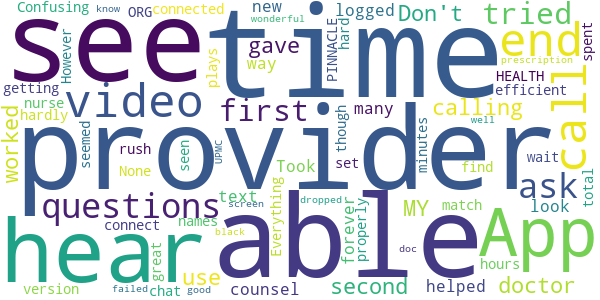 Confusing know ORG connected new wonderful logged Don't tried
see time However gave way plays PINNACLE hard end spent
prescription
video first many HEALTH efficient call
getting nurse hardly worked seemed rush None seen UPMC though minutes calling
provider set find well wait
questions Took text MY match ask look total
connect names screen Everything dropped forever properly
hear able App
great black doc hours
version failed chat good counsel second helped doctor use